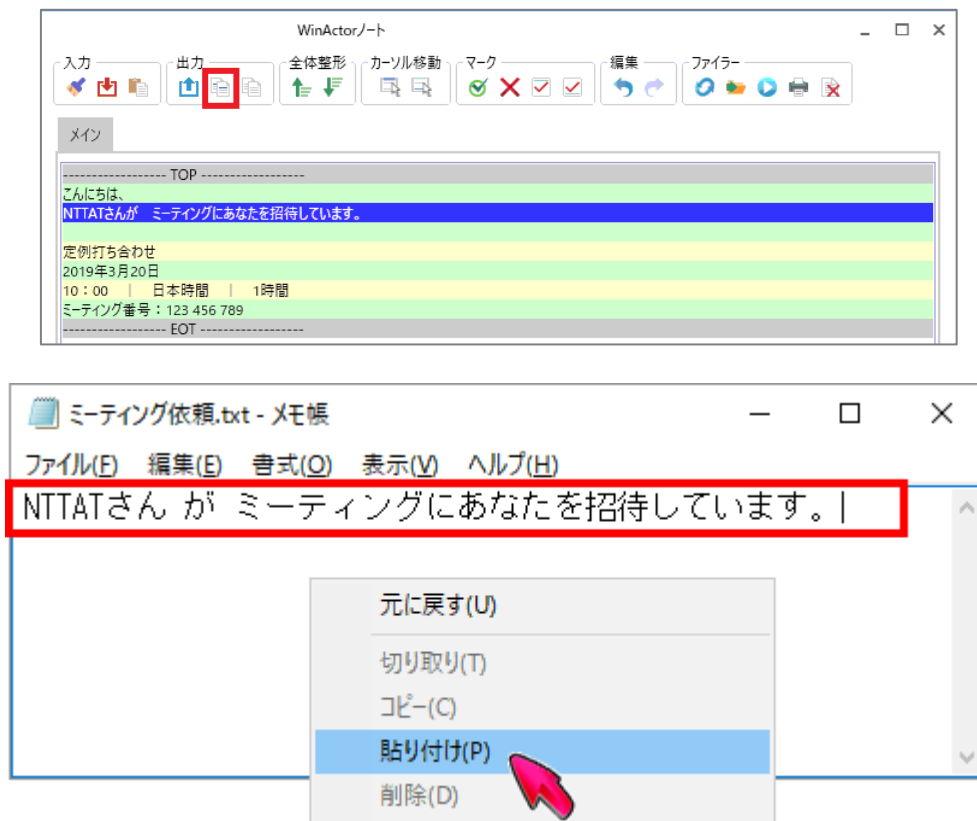 WinActorノート
入力 出力 全体整形 カーソル移動 マーク 編集 ファイラー
メイン
------------------ TOP ------------------
こんにちは、
NTTATさんが　ミーティングにあなたを招待しています。
定例打ち合わせ
2019年3月20日
10：00　｜　日本時間　｜　1時間
ミーティング番号：123 456 789
------------------ EOT ------------------
ミーティング依頼.txt - メモ帳
ファイル(F) 編集(E) 書式(O) 表示(V) ヘルプ(H)
NTTATさん が ミーティングにあなたを招待しています。
元に戻す(U)
切り取り(T)
コピー(C)
貼り付け(P)
削除(D)